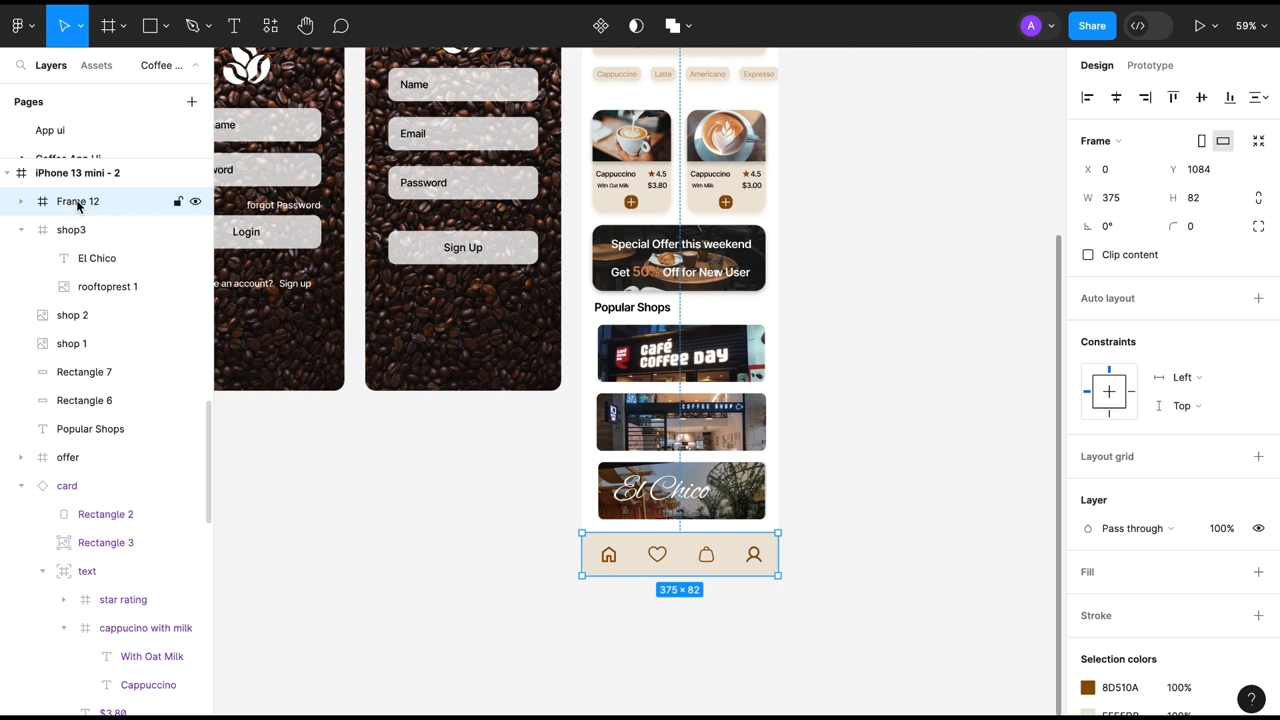 A
Share
59%
Layers
Assets
Coffee ...
Pages
App ui
Coffee App Ui
iPhone 13 mini - 2
Frame 12
shop3
El Chico
rooftoprest 1
shop 2
shop 1
Rectangle 7
Rectangle 6
Popular Shops
offer
card
Rectangle 2
Rectangle 3
text
star rating
cappucino with milk
With Oat Milk
Cappuccino
$3.80
ame
word
forgot Password
Login
e an account? Sign up
Name
Email
Password
Sign Up
Cappuccino
Latte
Americano
Expresso
Cappuccino
4.5
With Oat Milk
$3.80
Cappuccino
4.5
With Milk
$3.00
Special Offer this weekend
Get 50% Off for New User
Popular Shops
Café
COFFEE DAY
COFFEE SHOP
El Chico
375 × 82
Design
Prototype
Frame
X 0
Y 1084
W 375
H 82
0°
0
Clip content
Auto layout
Constraints
Left
Top
Layout grid
Layer
Pass through
100%
Fill
Stroke
Selection colors
8D510A
100%
?